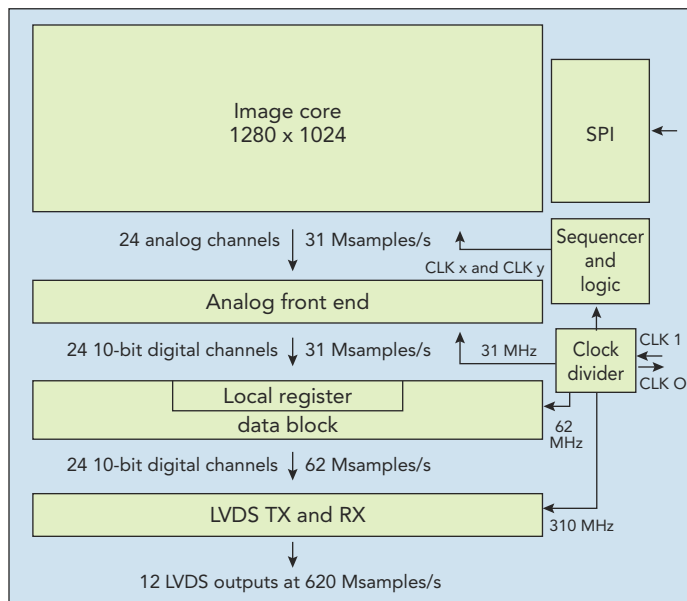 Image core
1280 x 1024
SPI
24 analog channels
31 Msamples/s
Sequencer
and
logic
CLK x and CLK y
Analog front end
24 10-bit digital channels
31 Msamples/s
31 MHz
Clock
divider
CLK 1
CLK O
Local register
data block
62
MHz
24 10-bit digital channels
62 Msamples/s
LVDS TX and RX
310 MHz
12 LVDS outputs at 620 Msamples/s